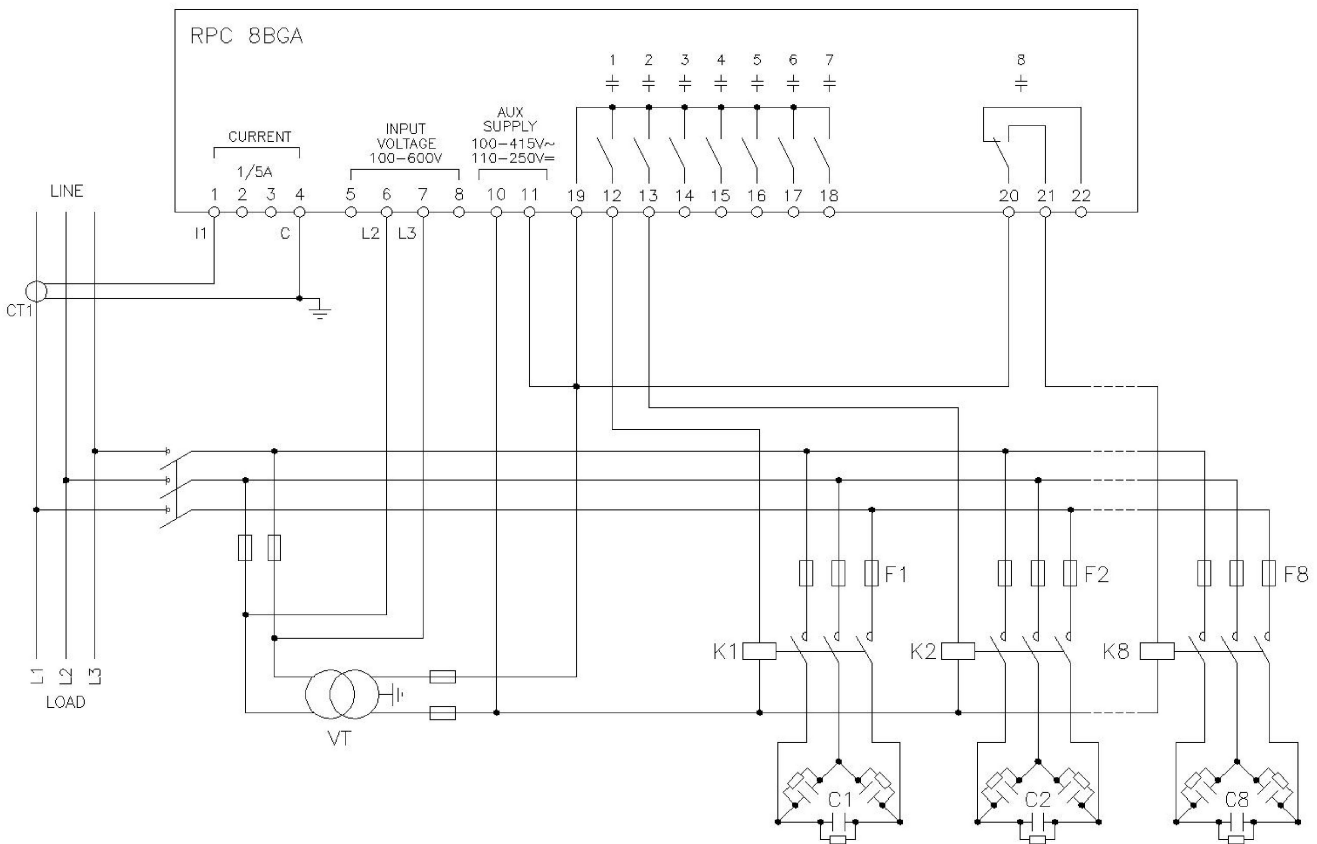 RPC 8BGA
1 2 3 4 5 6 7 8
CURRENT
1/5A
INPUT
VOLTAGE
100-600V
AUX
SUPPLY
100-415V~
110-250V=
LINE
1 2 3 4 5 6 7 8 10 11 19 12 13 14 15 16 17 18 20 21 22
I1 C L2 L3
CT1
F1 F2 F8
K1 K2 K8
L1 L2 L3
LOAD
VT
C1 C2 C8